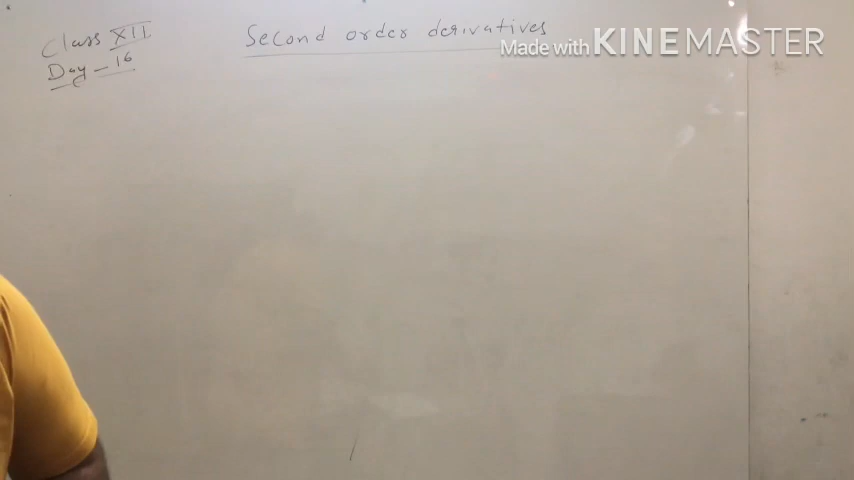 Class XII
Second order derivatives
Day - 16
Made with KINEMASTER